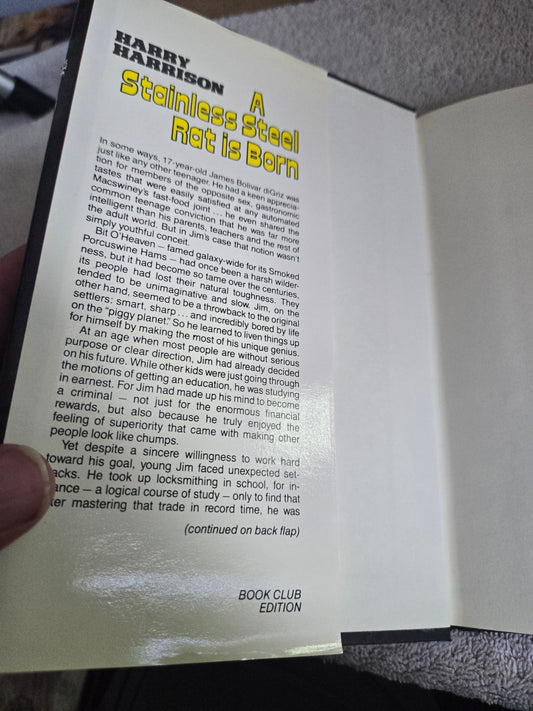 HARRY
HARRISON
A
Stainless Steel
Rat is Born
In some ways, 17-year-old James Bolivar diGriz was
just like any other teenager. He had a keen apprecia-
tion for members of the opposite sex, gastronomic
tastes that were easily satisfied at any automated
Macswiney's fast-food joint ... he even shared the
common teenage conviction that he was far more
intelligent than his parents, teachers and the rest of
the adult world. But in Jim's case that notion wasn't
simply youthful conceit.
Bit O'Heaven — famed galaxy-wide for its Smoked
Porcuswine Hams — had once been a harsh wilder-
ness, but it had become so tame over the centuries,
its people had lost their natural toughness. They
tended to be unimaginative and slow. Jim, on the
other hand, seemed to be a throwback to the original
settlers: smart, sharp ... and incredibly bored by life
on the "piggy planet." So he learned to liven things up
for himself by making the most of his unique genius.
At an age when most people are without serious
purpose or clear direction, Jim had already decided
on his future. While other kids were just going through
the motions of getting an education, he was studying
in earnest. For Jim had made up his mind to become
a criminal — not just for the enormous financial
rewards, but also because he truly enjoyed the
feeling of superiority that came with making other
people look like chumps.
Yet despite a sincere willingness to work hard
toward his goal, young Jim faced unexpected set-
acks. He took up locksmithing in school, for in-
ance — a logical course of study — only to find that
ter mastering that trade in record time, he was
(continued on back flap)
BOOK CLUB
EDITION